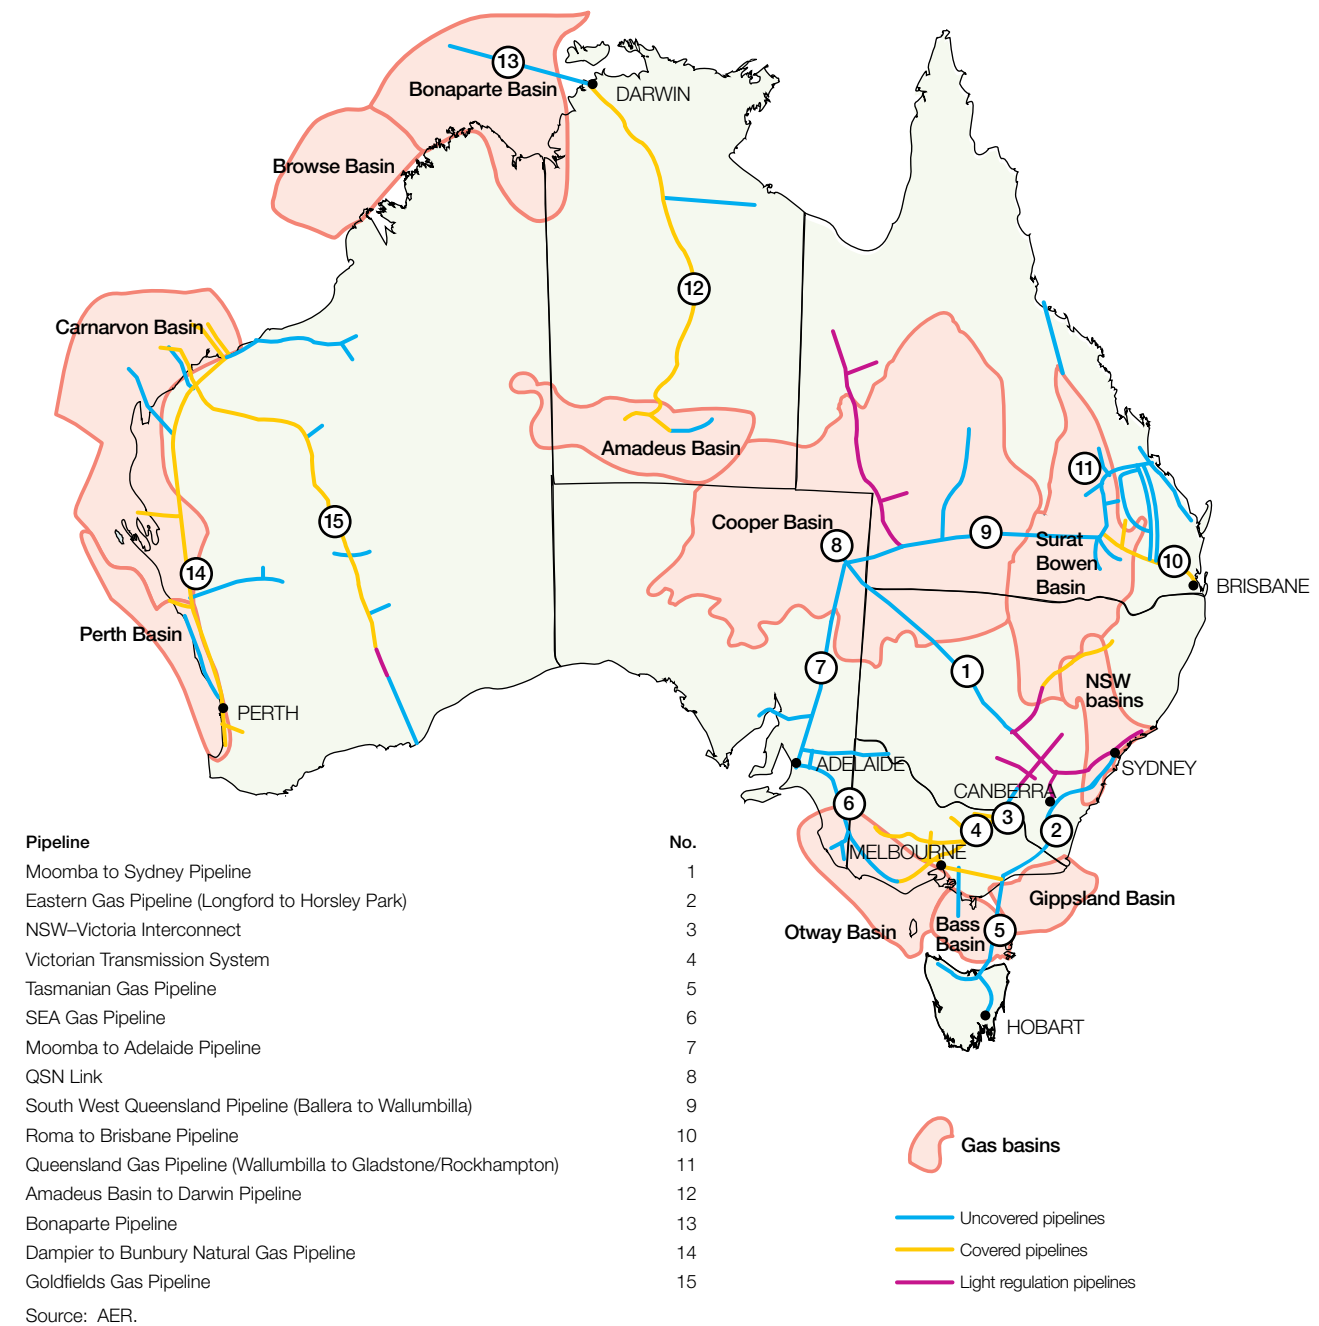 13
Bonaparte Basin
DARWIN
Browse Basin
12
Carnarvon Basin
Amadeus Basin
11
15
Cooper Basin
8
9
Surat
Bowen
Basin
10
BRISBANE
14
Perth Basin
7
1
NSW
basins
PERTH
ADELAIDE
SYDNEY
CANBERRA
6
3
4
2
MELBOURNE
Gippsland Basin
Otway Basin
Bass
Basin
5
HOBART
Pipeline No.
Moomba to Sydney Pipeline 1
Eastern Gas Pipeline (Longford to Horsley Park) 2
NSW–Victoria Interconnect 3
Victorian Transmission System 4
Tasmanian Gas Pipeline 5
SEA Gas Pipeline 6
Moomba to Adelaide Pipeline 7
QSN Link 8
South West Queensland Pipeline (Ballera to Wallumbilla) 9
Roma to Brisbane Pipeline 10
Queensland Gas Pipeline (Wallumbilla to Gladstone/Rockhampton) 11
Amadeus Basin to Darwin Pipeline 12
Bonaparte Pipeline 13
Dampier to Bunbury Natural Gas Pipeline 14
Goldfields Gas Pipeline 15
Source: AER.
Gas basins
Uncovered pipelines
Covered pipelines
Light regulation pipelines